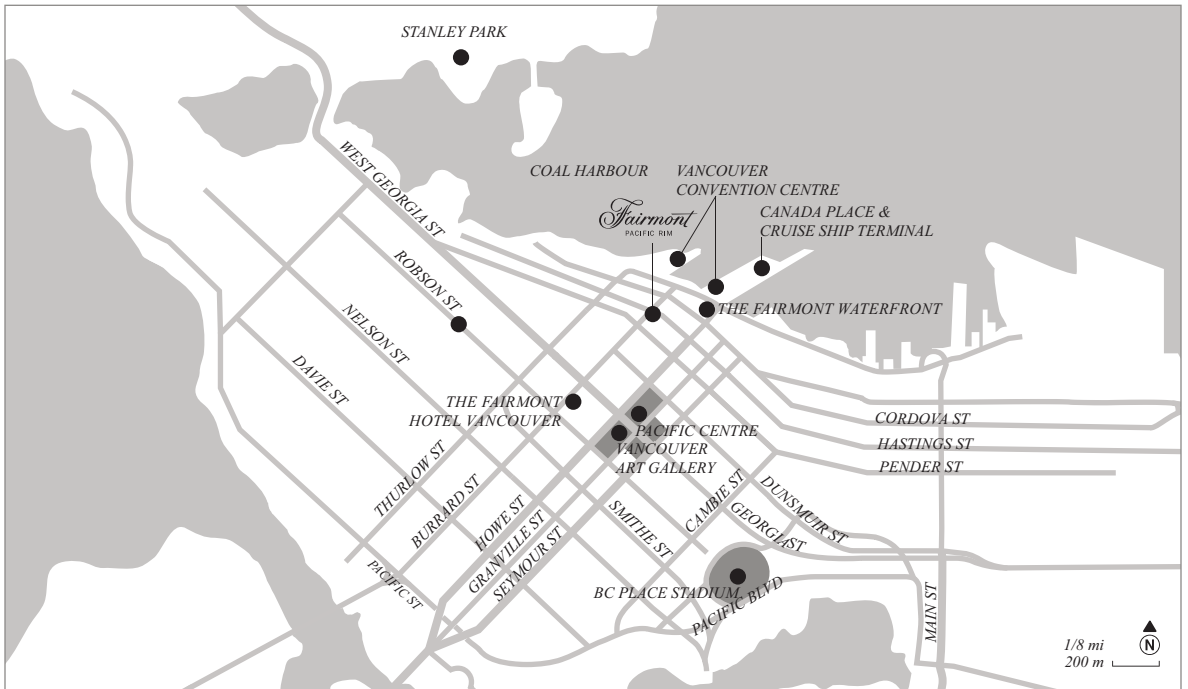 STANLEY PARK
WEST GEORGIA ST
COAL HARBOUR
VANCOUVER
CONVENTION CENTRE
Fairmont
PACIFIC RIM
CANADA PLACE &
CRUISE SHIP TERMINAL
ROBSON ST
THE FAIRMONT WATERFRONT
NELSON ST
DAVIE ST
THE FAIRMONT
HOTEL VANCOUVER
PACIFIC CENTRE
VANCOUVER
ART GALLERY
CORDOVA ST
HASTINGS ST
PENDER ST
THURLOW ST
BURRARD ST
HOWE ST
GRANVILLE ST
SEYMOUR ST
SMITHE ST
CAMBIE ST
DUNSMUIR ST
GEORGIA ST
PACIFIC ST
BC PLACE STADIUM
PACIFIC BLVD
MAIN ST
N
1/8 mi
200 m